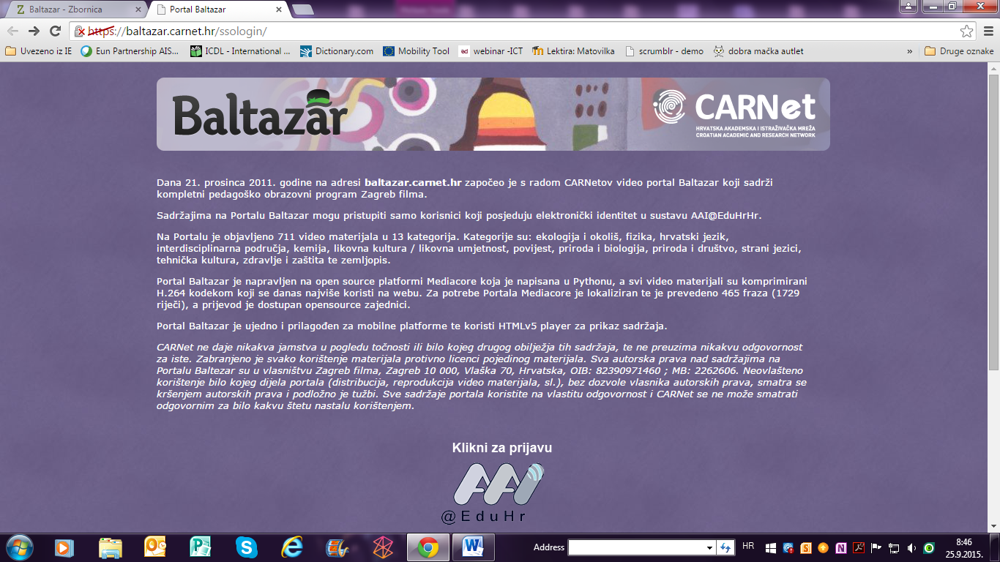 Baltazar - Zbornica
Portal Baltazar
https://baltazar.carnet.hr/ssologin/
Uvezeno iz IE
Eun Partnership AIS...
ICDL - International ...
Dictionary.com
Mobility Tool
webinar -ICT
Lektira: Matovilka
scrumblr - demo
dobra mačka autlet
»
Druge oznake
Baltazar
CARNet
HRVATSKA AKADEMSKA I ISTRAŽIVAČKA MREŽA
CROATIAN ACADEMIC AND RESEARCH NETWORK
Dana 21. prosinca 2011. godine na adresi baltazar.carnet.hr započeo je s radom CARNetov video portal Baltazar koji sadrži
kompletni pedagoško obrazovni program Zagreb filma.
Sadržajima na Portalu Baltazar mogu pristupiti samo korisnici koji posjeduju elektronički identitet u sustavu AAI@EduHrHr.
Na Portalu je objavljeno 711 video materijala u 13 kategorija. Kategorije su: ekologija i okoliš, fizika, hrvatski jezik,
interdisciplinarna područja, kemija, likovna kultura / likovna umjetnost, povijest, priroda i biologija, priroda i društvo, strani jezici,
tehnička kultura, zdravlje i zaštita te zemljopis.
Portal Baltazar je napravljen na open source platformi Mediacore koja je napisana u Pythonu, a svi video materijali su komprimirani
H.264 kodekom koji se danas najviše koristi na webu. Za potrebe Portala Mediacore je lokaliziran te je prevedeno 465 fraza (1729
riječi), a prijevod je dostupan opensource zajednici.
Portal Baltazar je ujedno i prilagođen za mobilne platforme te koristi HTMLv5 player za prikaz sadržaja.
CARNet ne daje nikakva jamstva u pogledu točnosti ili bilo kojeg drugog obilježja tih sadržaja, te ne preuzima nikakvu odgovornost
za iste. Zabranjeno je svako korištenje materijala protivno licenci pojedinog materijala. Sva autorska prava nad sadržajima na
Portalu Baltezar su u vlasništvu Zagreb filma, Zagreb 10 000, Vlaška 70, Hrvatska, OIB: 82390971460 ; MB: 2262606. Neovlašteno
korištenje bilo kojeg dijela portala (distribucija, reprodukcija video materijala, sl.), bez dozvole vlasnika autorskih prava, smatra se
kršenjem autorskih prava i podložno je tužbi. Sve sadržaje portala koristite na vlastitu odgovornost i CARNet se ne može smatrati
odgovornim za bilo kakvu štetu nastalu korištenjem.
Klikni za prijavu
AAI
@EduHr
Address
HR
8:46
25.9.2015.